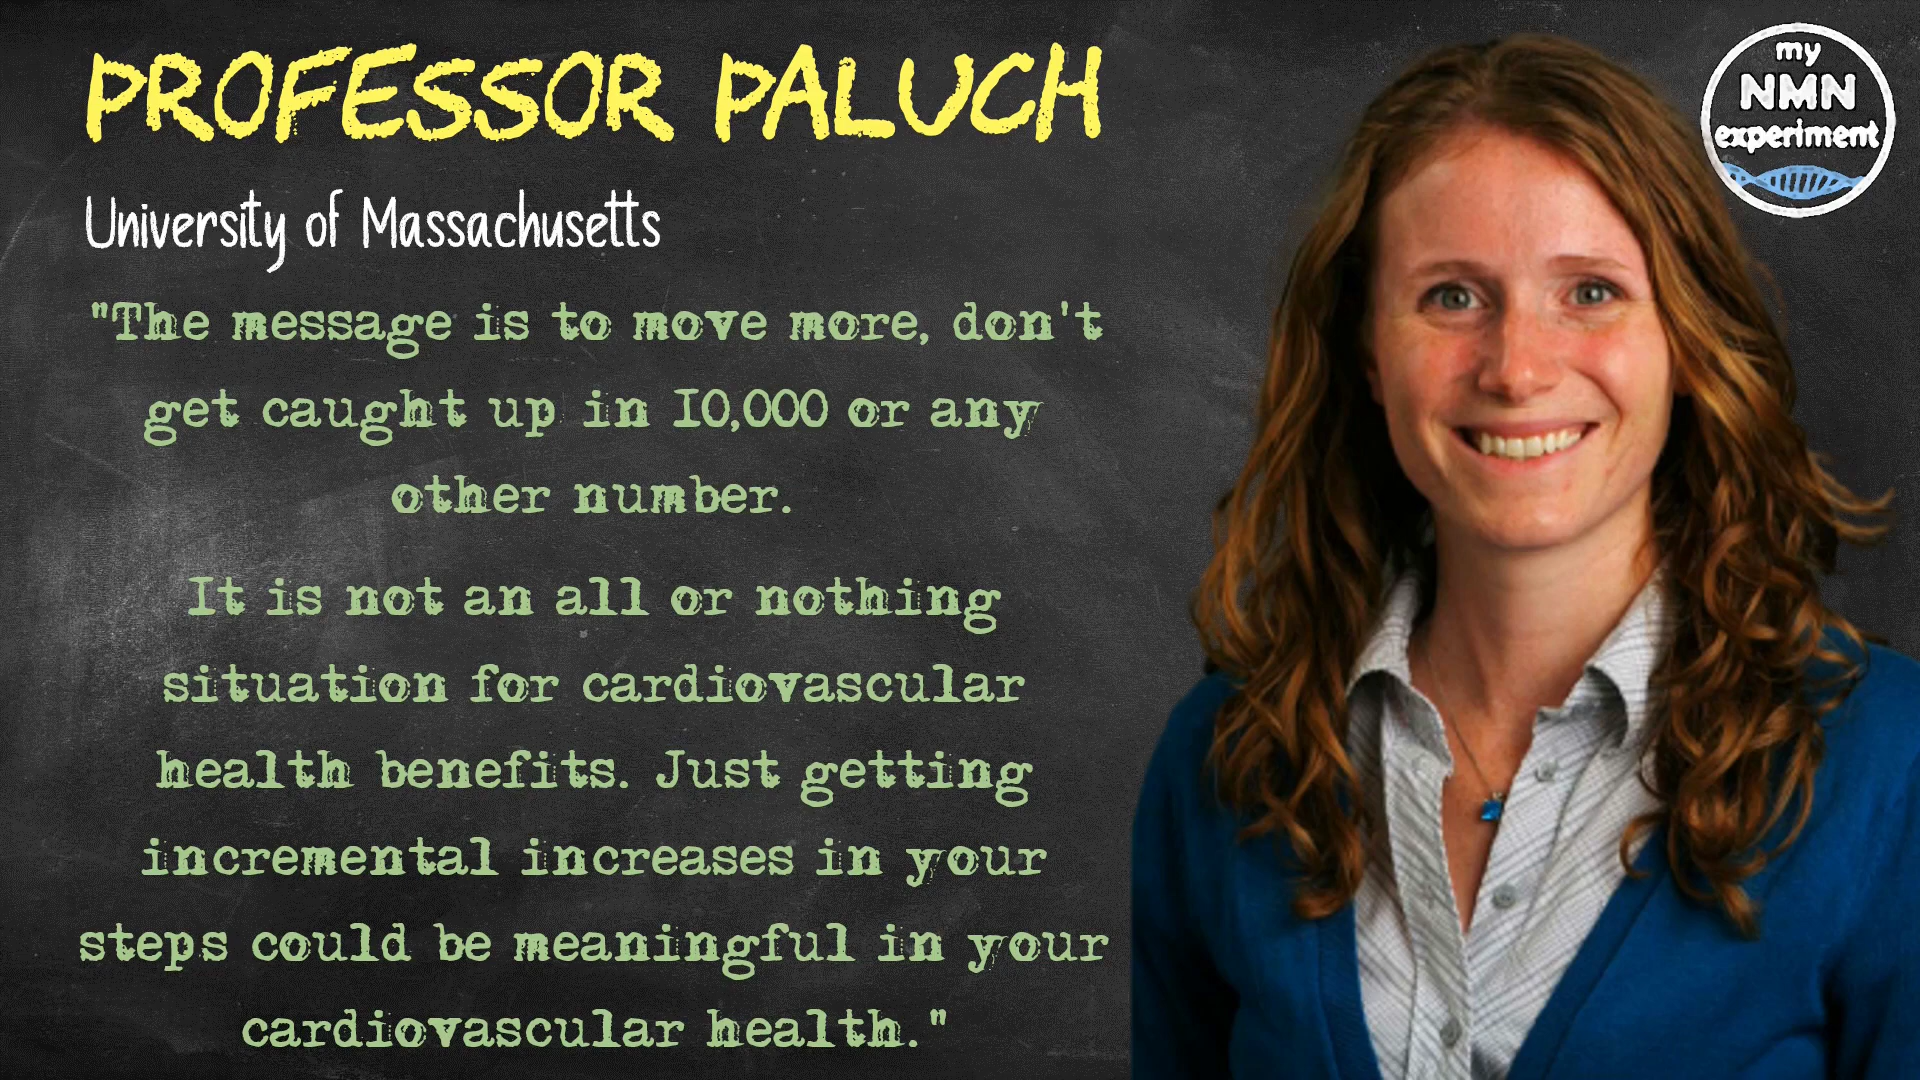 PROFESSOR PALUCH
University of Massachusetts
"The message is to move more, don't
get caught up in 10,000 or any
other number.
It is not an all or nothing
situation for cardiovascular
health benefits. Just getting
incremental increases in your
steps could be meaningful in your
cardiovascular health."
my
NMN
experiment